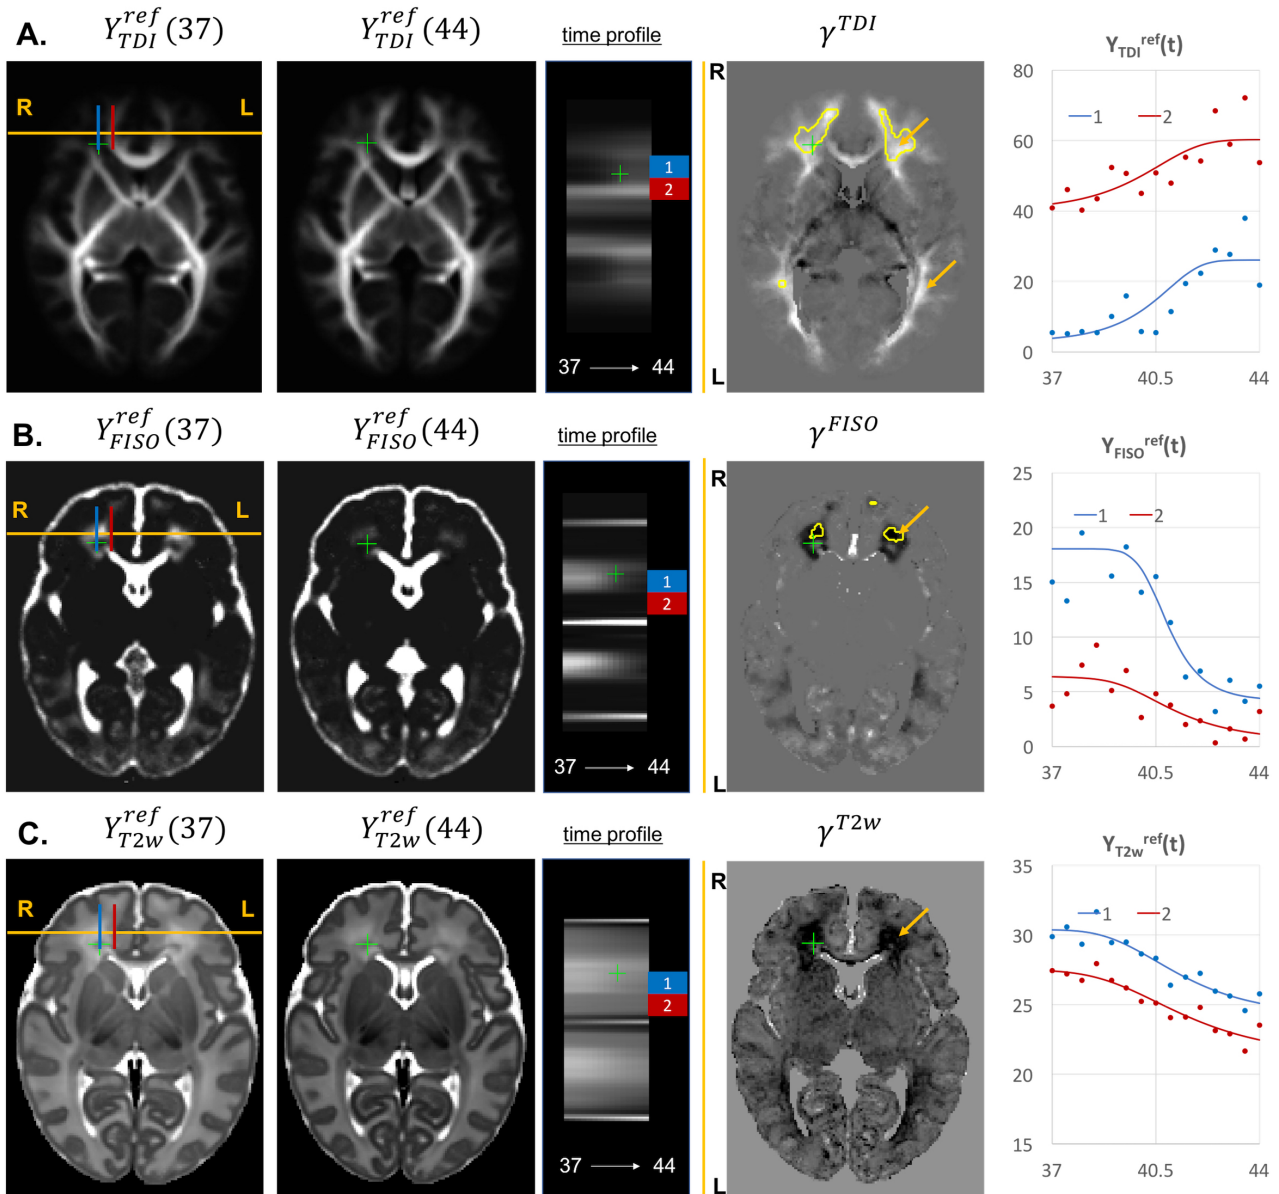 A.
Y_TDI^ref(37)
Y_TDI^ref(44)
time profile
γ^TDI
Y_TDI^ref(t)
R L
1
2
37 → 44
R
L
1 2
80
60
40
20
0
37 40.5 44
B.
Y_FISO^ref(37)
Y_FISO^ref(44)
time profile
γ^FISO
Y_FISO^ref(t)
R L
1
2
37 → 44
R
L
1 2
25
20
15
10
5
0
37 40.5 44
C.
Y_T2w^ref(37)
Y_T2w^ref(44)
time profile
γ^T2w
Y_T2w^ref(t)
R L
1
2
37 → 44
R
L
1 2
35
30
25
20
15
37 40.5 44